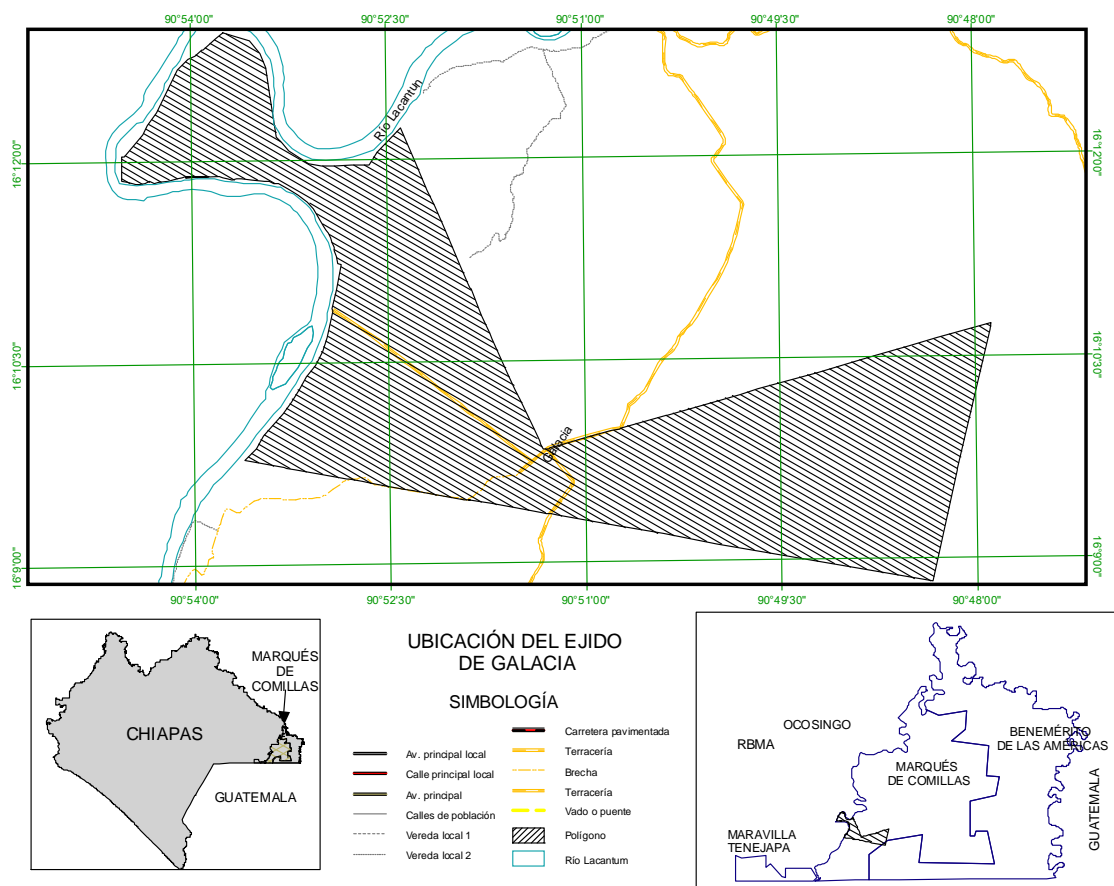 90°54'00"
90°52'30"
90°51'00"
90°49'30"
90°48'00"
16°12'00"
16°12'00"
Río Lacantun
16°10'30"
16°10'30"
Galacia
16°9'00"
16°9'00"
90°54'00"
90°52'30"
90°51'00"
90°49'30"
90°48'00"
MARQUÉS
DE
COMILLAS
CHIAPAS
GUATEMALA
UBICACIÓN DEL EJIDO
DE GALACIA
SIMBOLOGÍA
Av. principal local
Calle principal local
Av. principal
Calles de población
Vereda local 1
Vereda local 2
Carretera pavimentada
Terracería
Brecha
Terracería
Vado o puente
Polígono
Río Lacantum
OCOSINGO
RBMA
BENEMÉRITO
DE LAS AMÉRICAS
MARQUÉS
DE COMILLAS
GUATEMALA
MARAVILLA
TENEJAPA